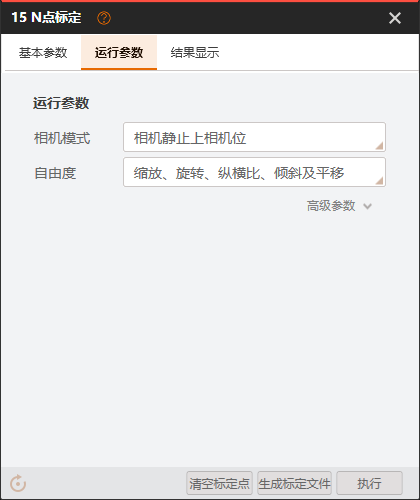 15 N点标定
基本参数 运行参数 结果显示
运行参数
相机模式 相机静止上相机位
自由度 缩放、旋转、纵横比、倾斜及平移
高级参数
清空标定点 生成标定文件 执行